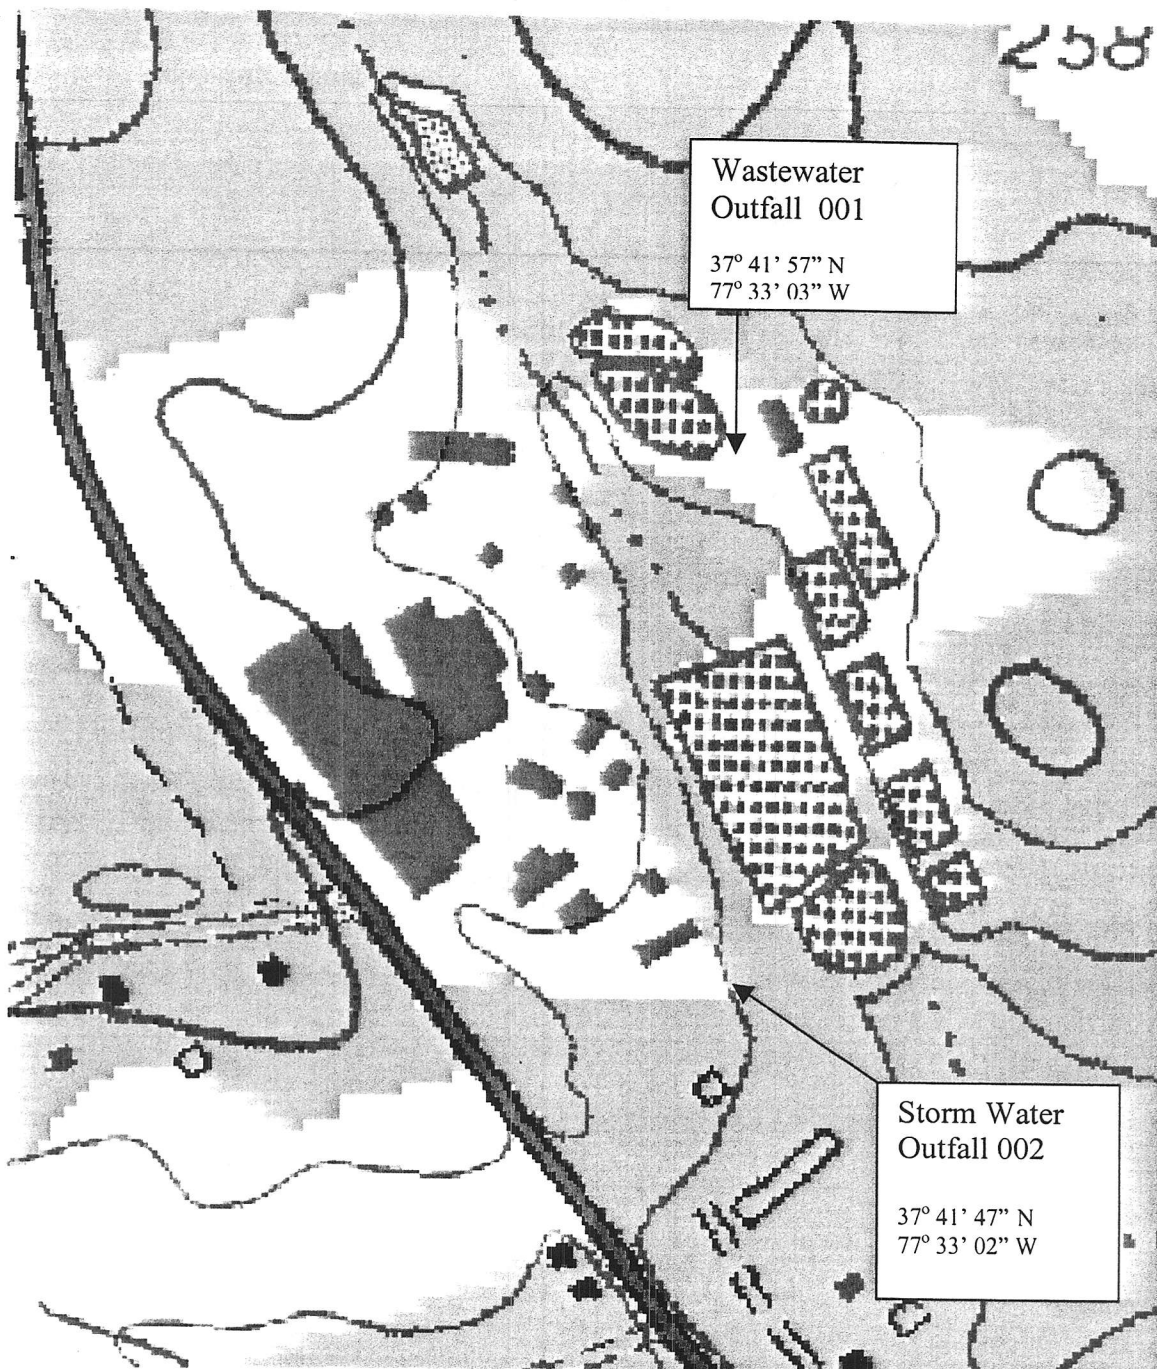 258
Wastewater
Outfall 001
37° 41’ 57” N
77° 33’ 03” W
Storm Water
Outfall 002
37° 41’ 47” N
77° 33’ 02” W